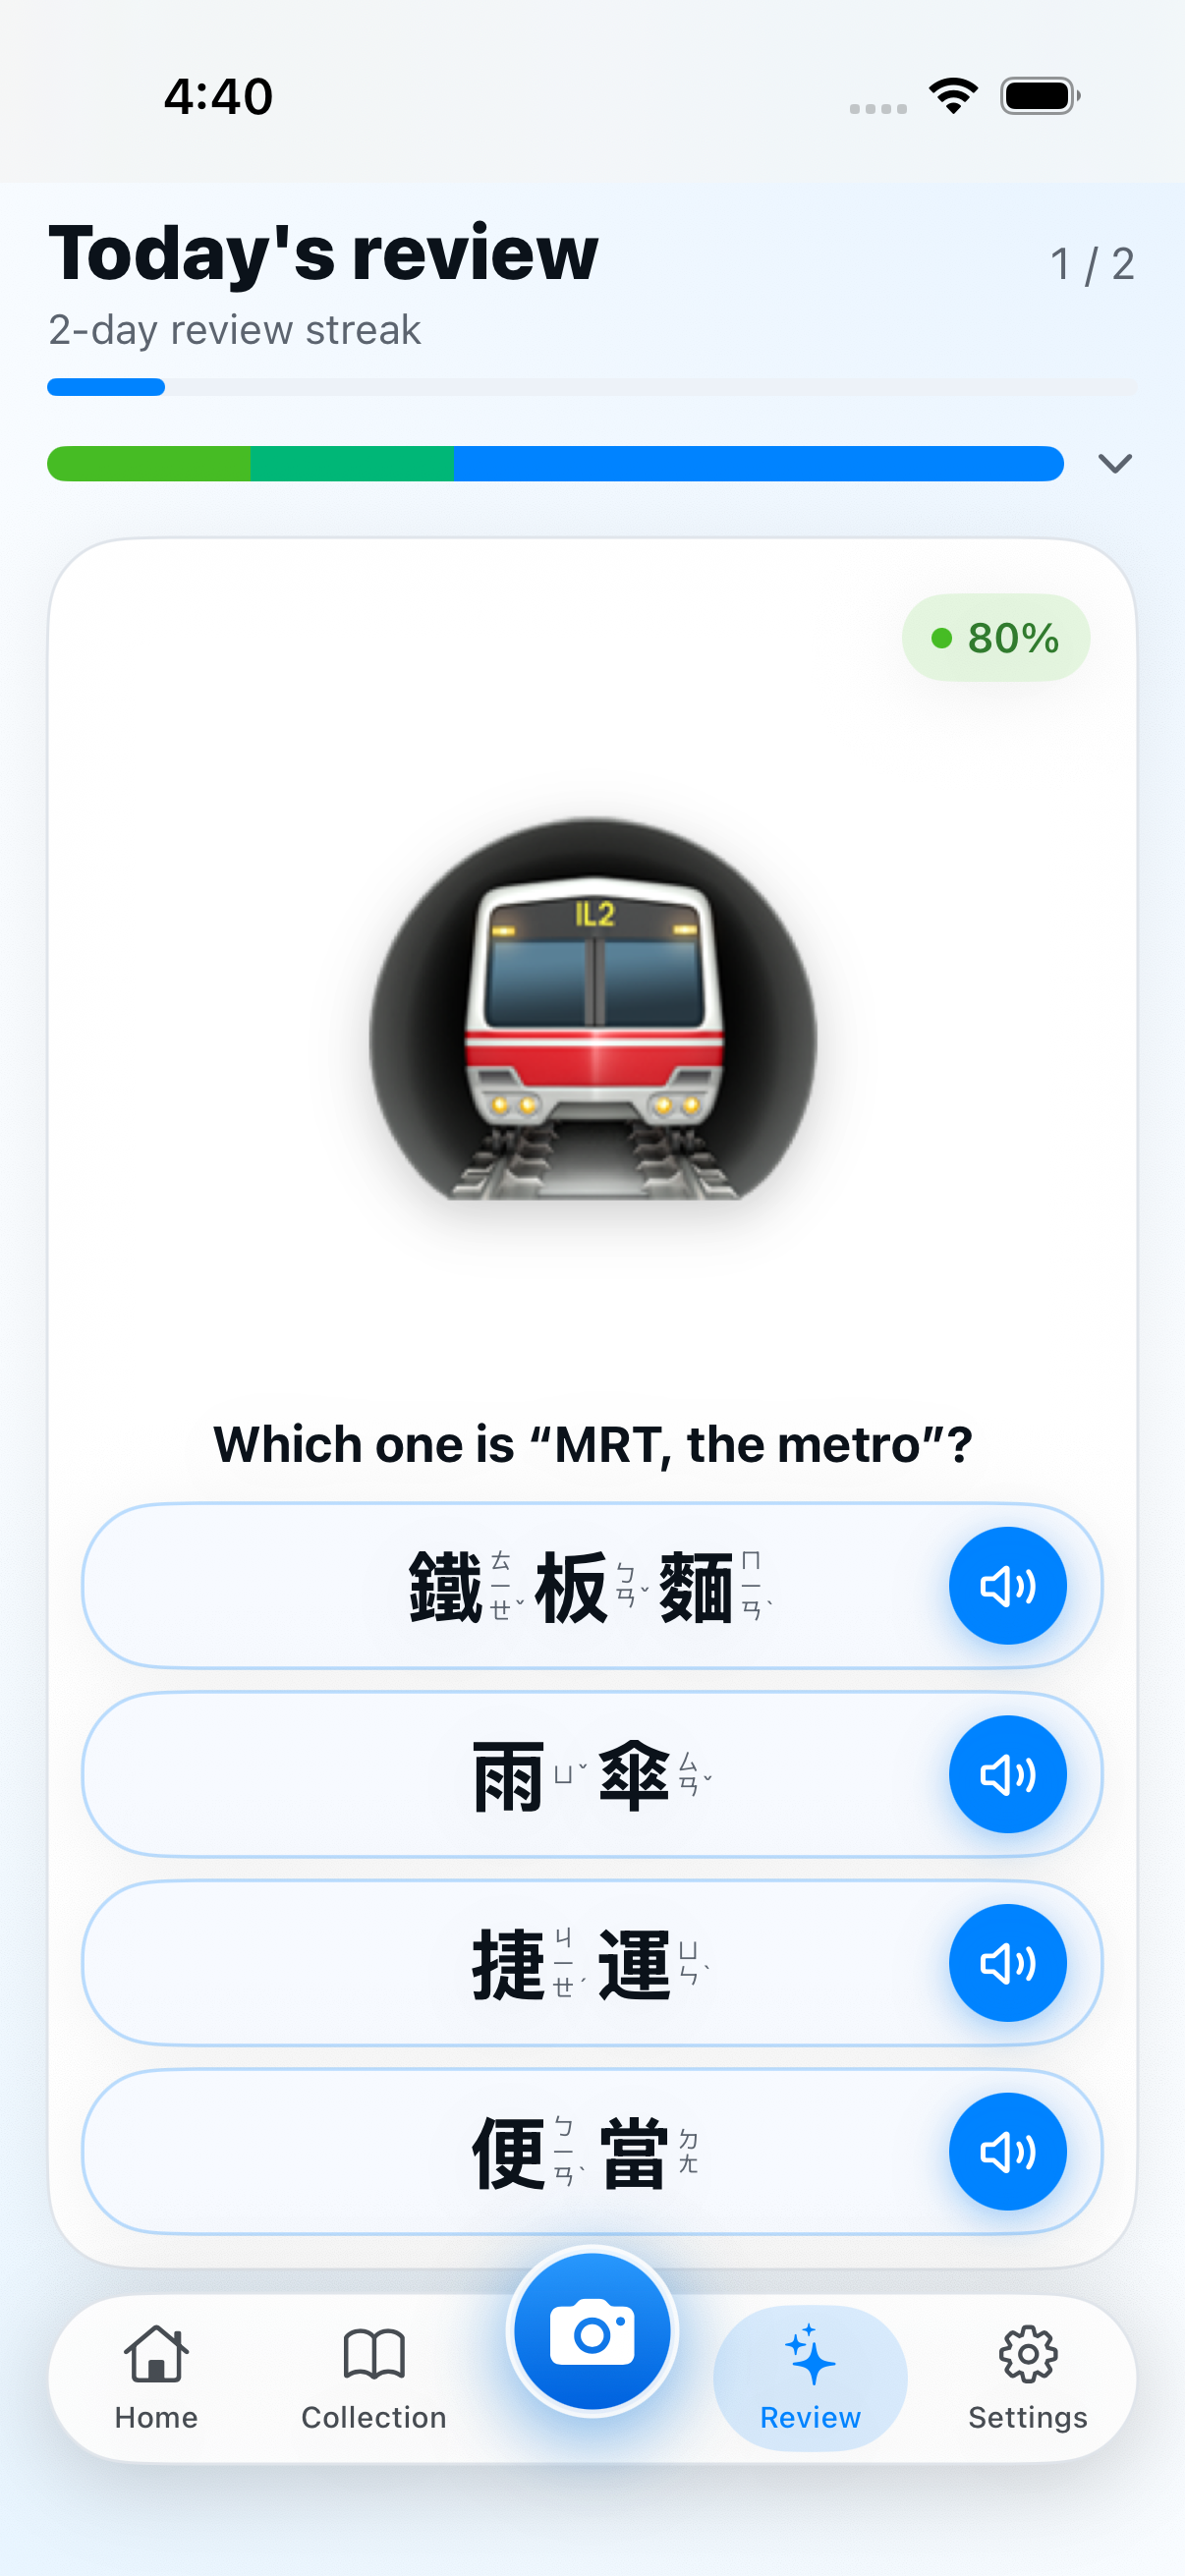 4:40
Today's review
1 / 2
2-day review streak
80%
IL2
Which one is “MRT, the metro”?
鐵ㄊㄧㄝˇ板ㄅㄢˇ麵ㄇㄧㄢˋ
雨ㄩˇ傘ㄙㄢˇ
捷ㄐㄧㄝˊ運ㄩㄣˋ
便ㄅㄧㄢˋ當ㄉㄤ
Home
Collection
Review
Settings